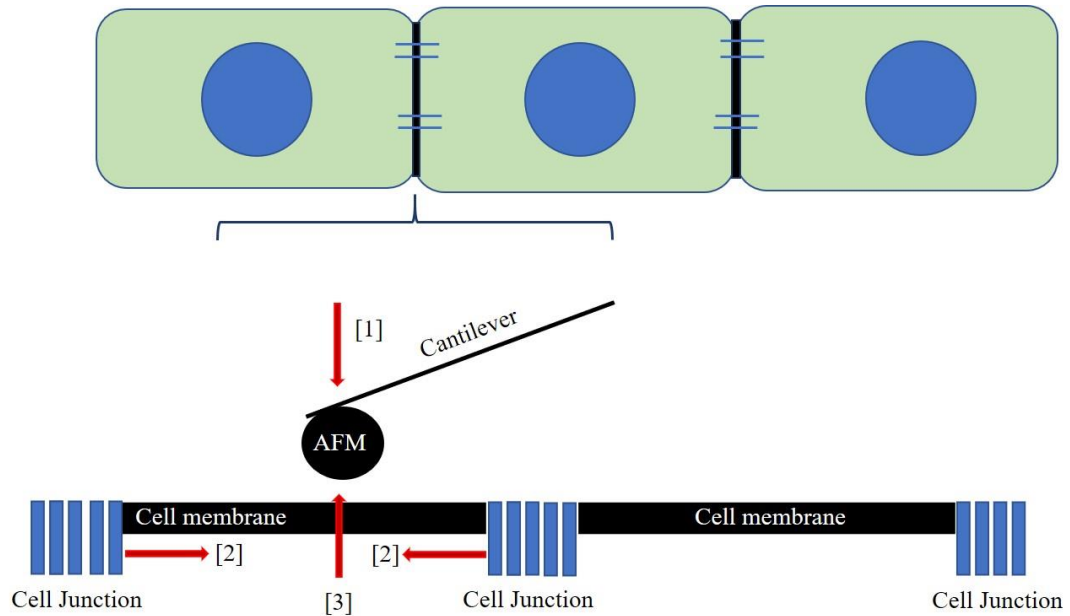 [1]
Cantilever
AFM
Cell membrane
Cell membrane
[2]
[2]
Cell Junction
[3]
Cell Junction
Cell Junction